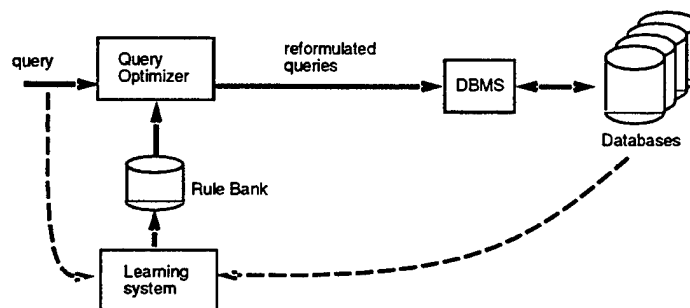 query
Query
Optimizer
reformulated
queries
DBMS
Databases
Rule Bank
Learning
system